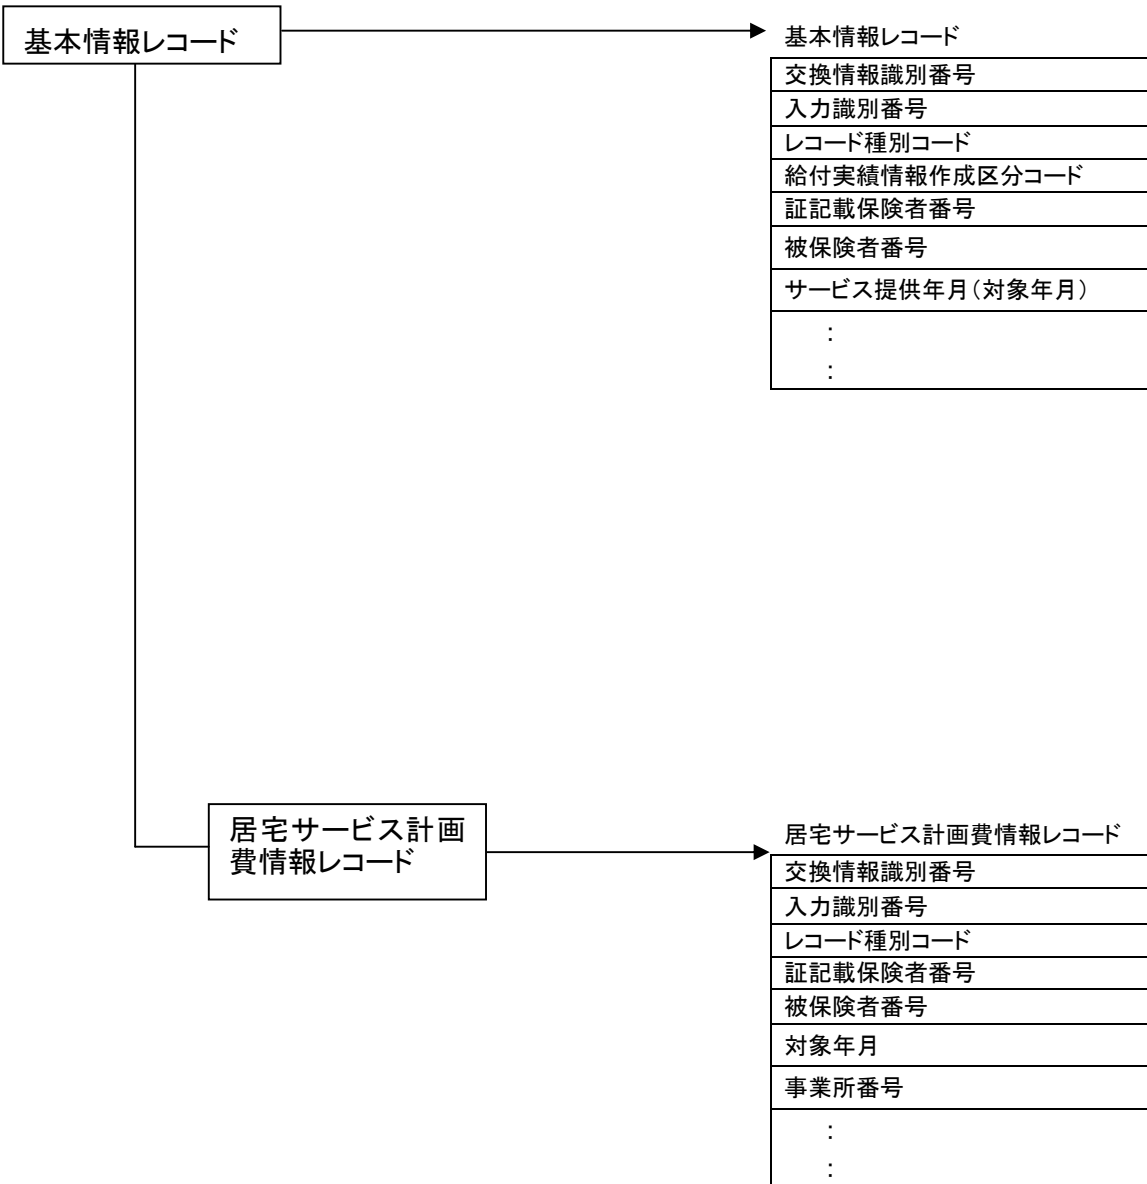 基本情報レコード
基本情報レコード
交換情報識別番号
入力識別番号
レコード種別コード
給付実績情報作成区分コード
証記載保険者番号
被保険者番号
サービス提供年月(対象年月)
:
:
居宅サービス計画
費情報レコード
居宅サービス計画費情報レコード
交換情報識別番号
入力識別番号
レコード種別コード
証記載保険者番号
被保険者番号
対象年月
事業所番号
:
: